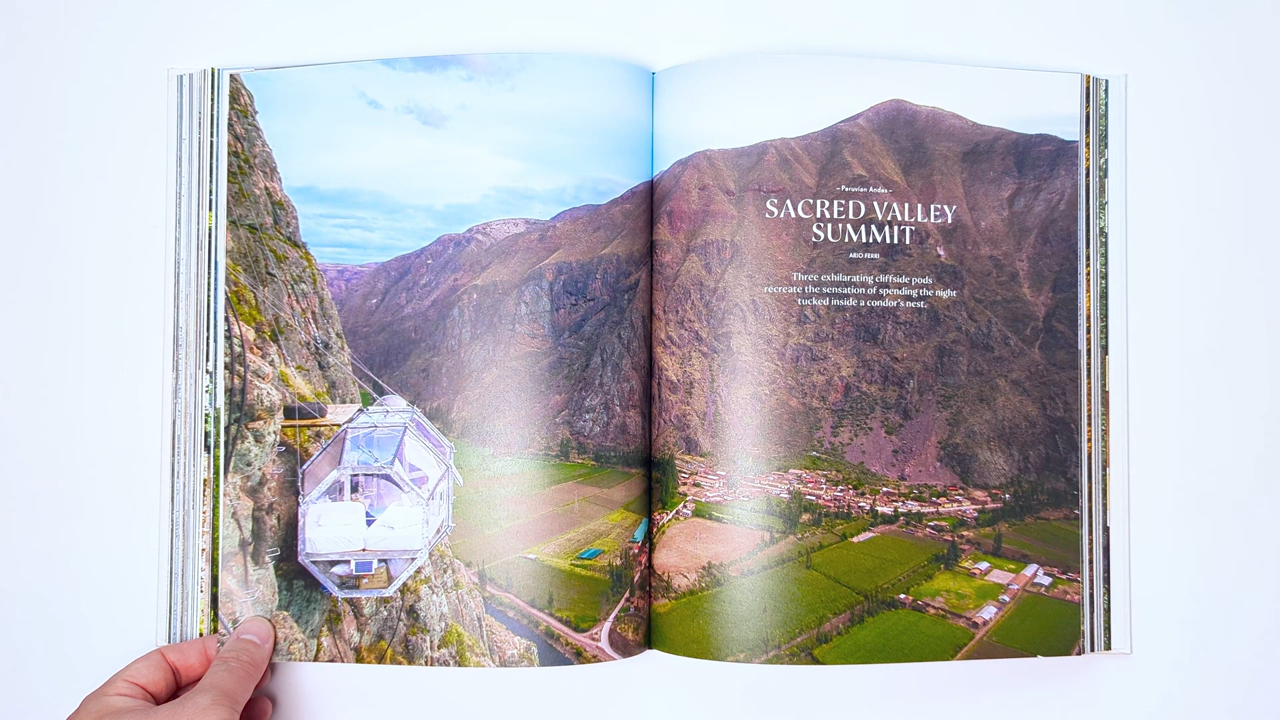 – Peruvian Andes –
SACRED VALLEY
SUMMIT
ARIO FERRI
Three exhilarating cliffside pods
recreate the sensation of spending the night
tucked inside a condor's nest.